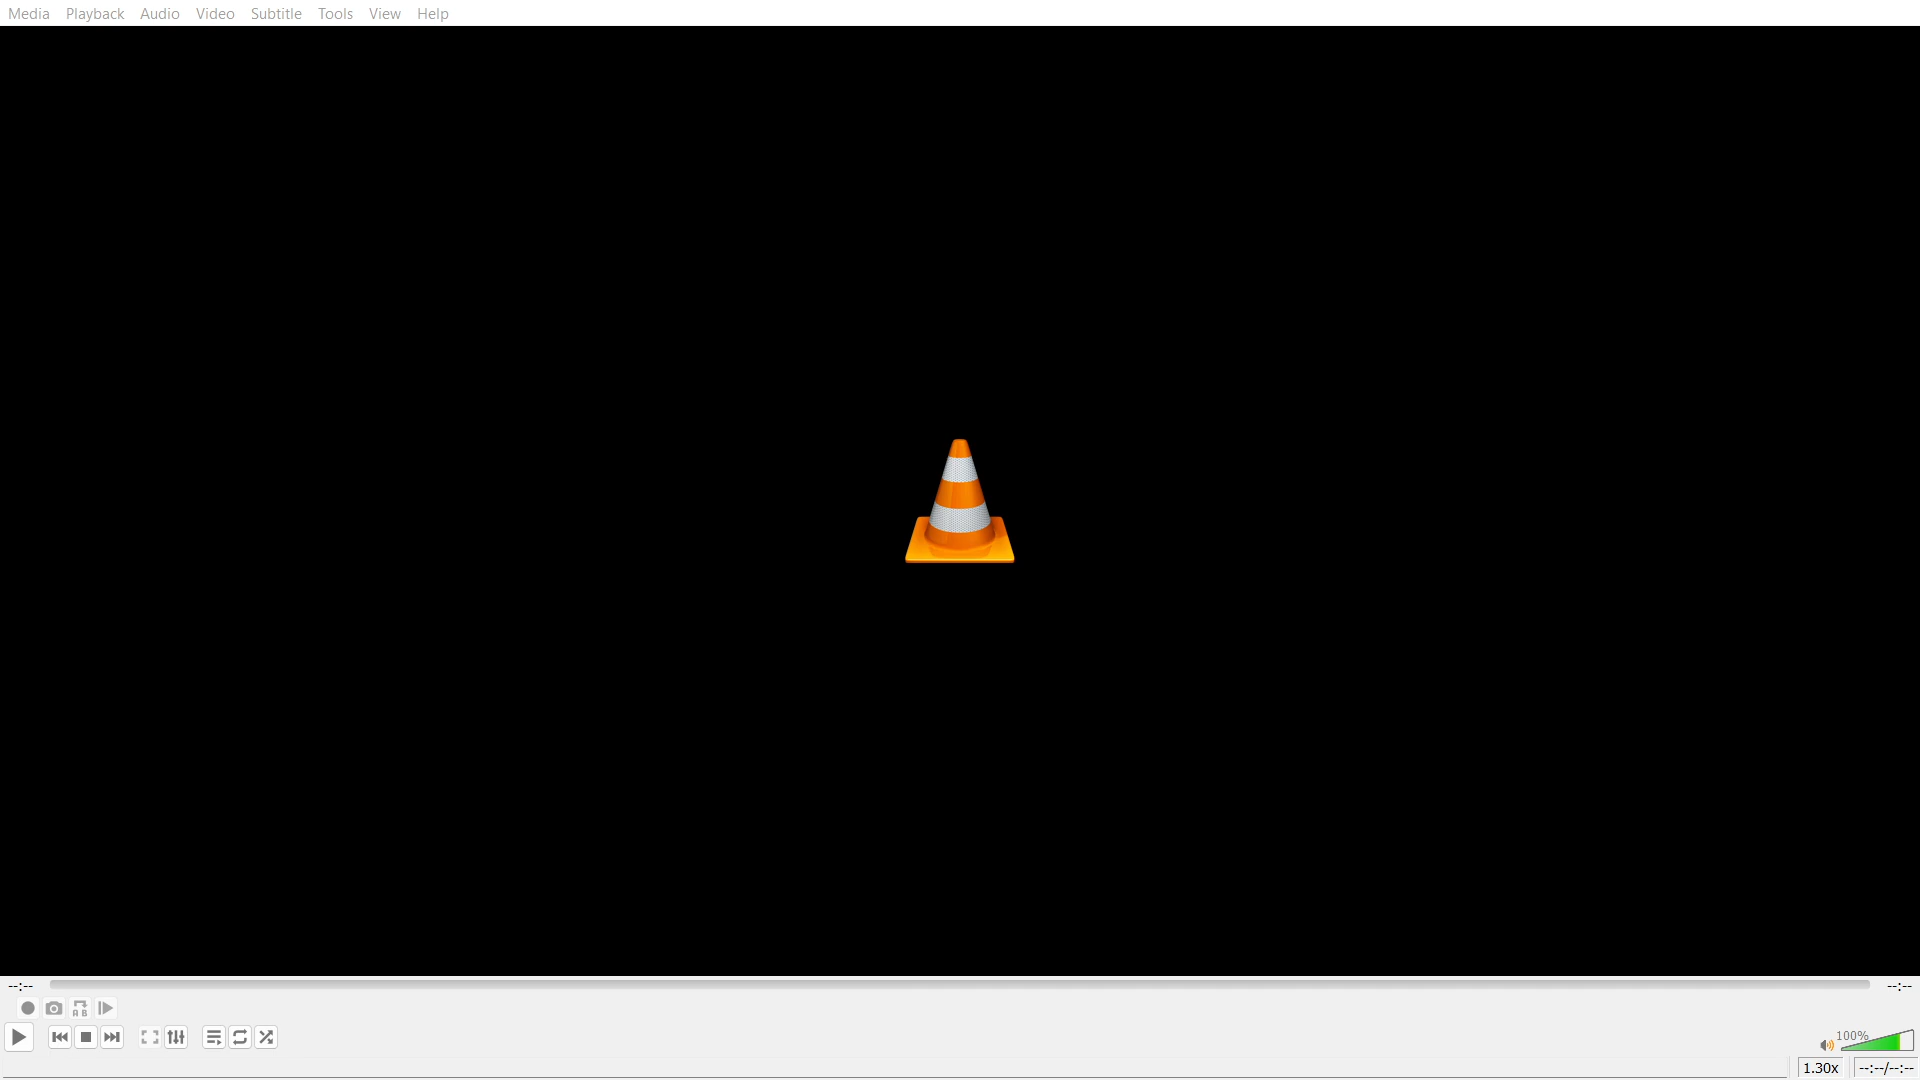 Media Playback Audio Video Subtitle Tools View Help
--:-- --:--
A B
100%
1.30x --:--/--:--